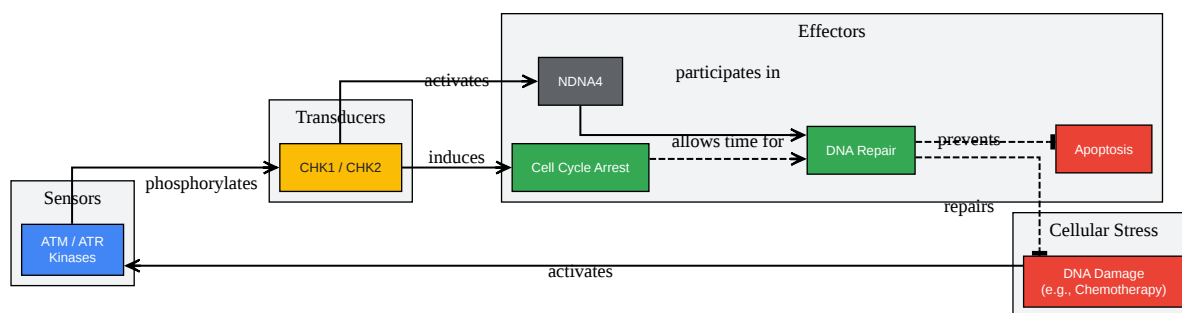 Effectors
activates
NDNA4
participates in
Transducers
CHK1 / CHK2
induces
Cell Cycle Arrest
allows time for
DNA Repair
prevents
Apoptosis
phosphorylates
Sensors
ATM / ATR
Kinases
repairs
Cellular Stress
activates
DNA Damage
(e.g., Chemotherapy)